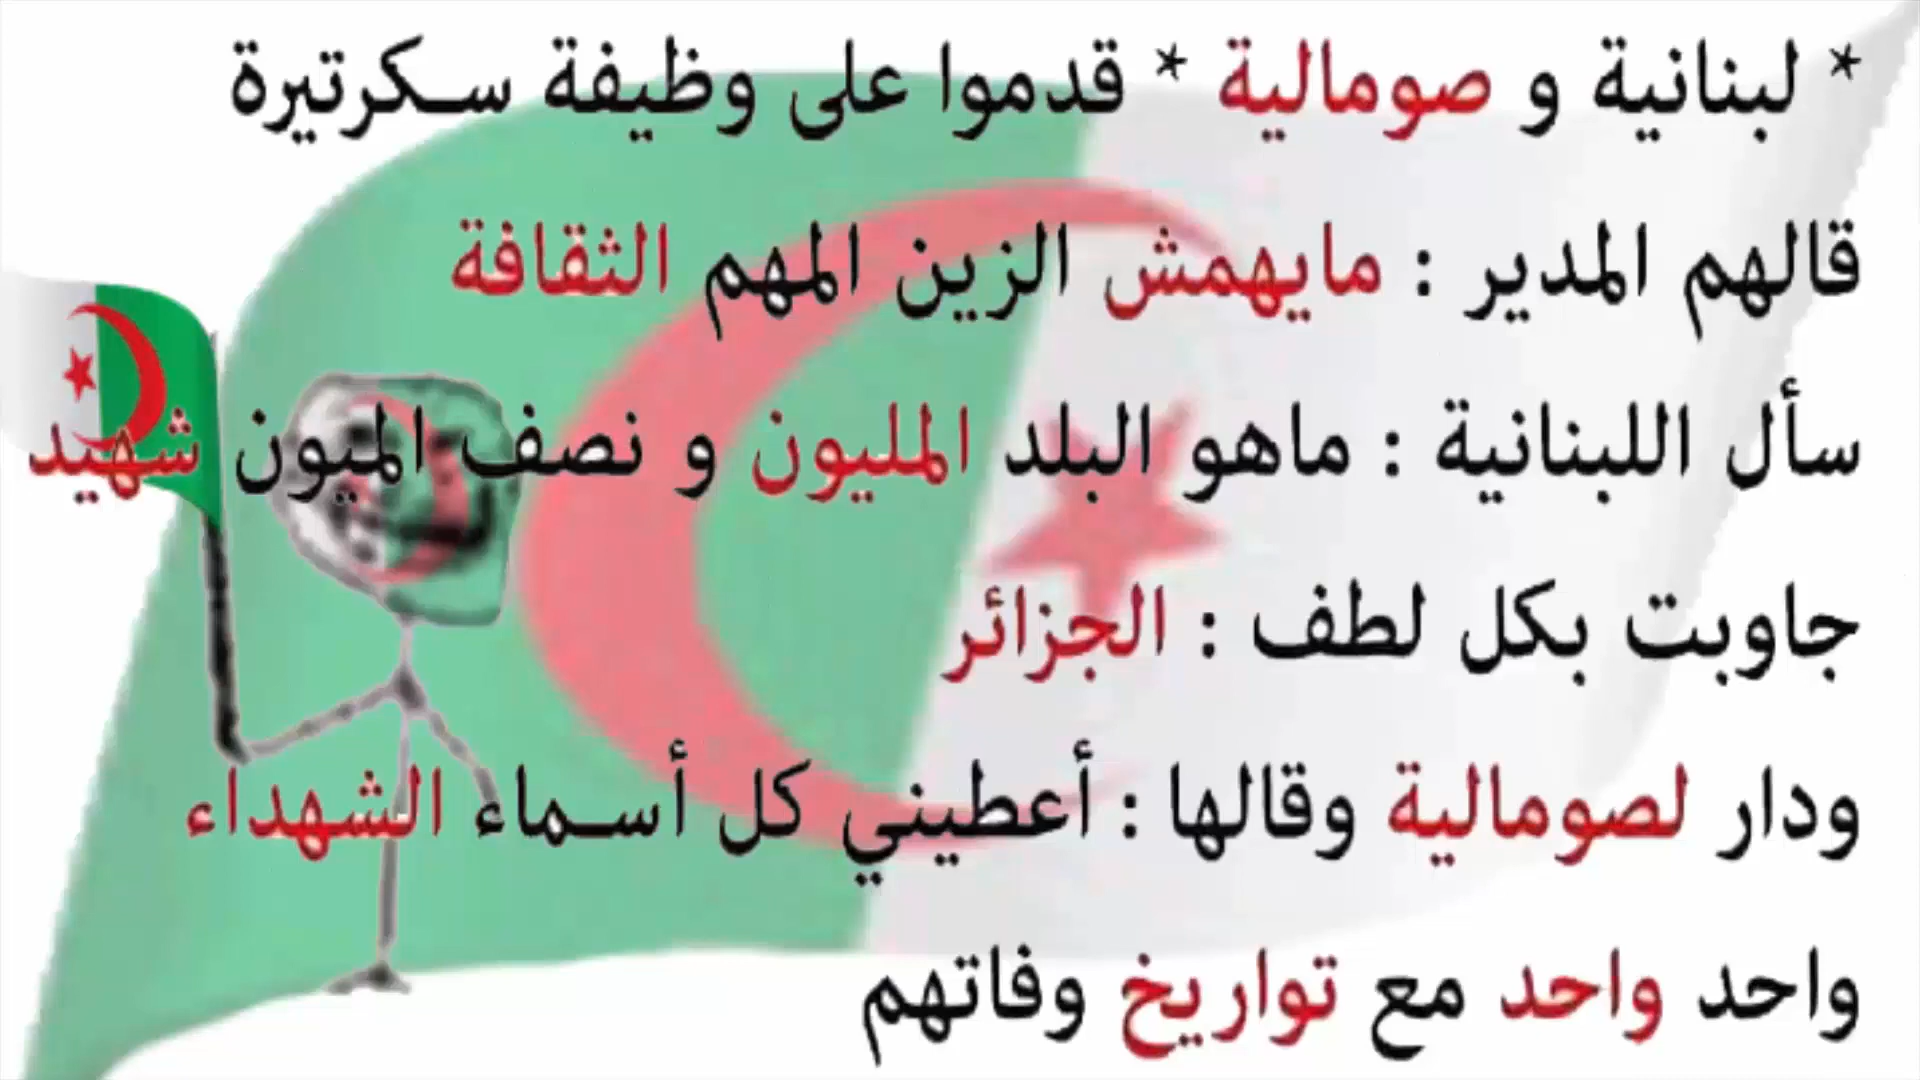 * لبنانية و صومالية * قدموا على وظيفة سكرتيرة
قالهم المدير : مايهمش الزين المهم الثقافة
سأل اللبنانية : ماهو البلد المليون و نصف الميون شهيد
جاوبت بكل لطف : الجزائر
ودار لصومالية وقالها : أعطيني كل أسماء الشهداء
واحد واحد مع تواريخ وفاتهم